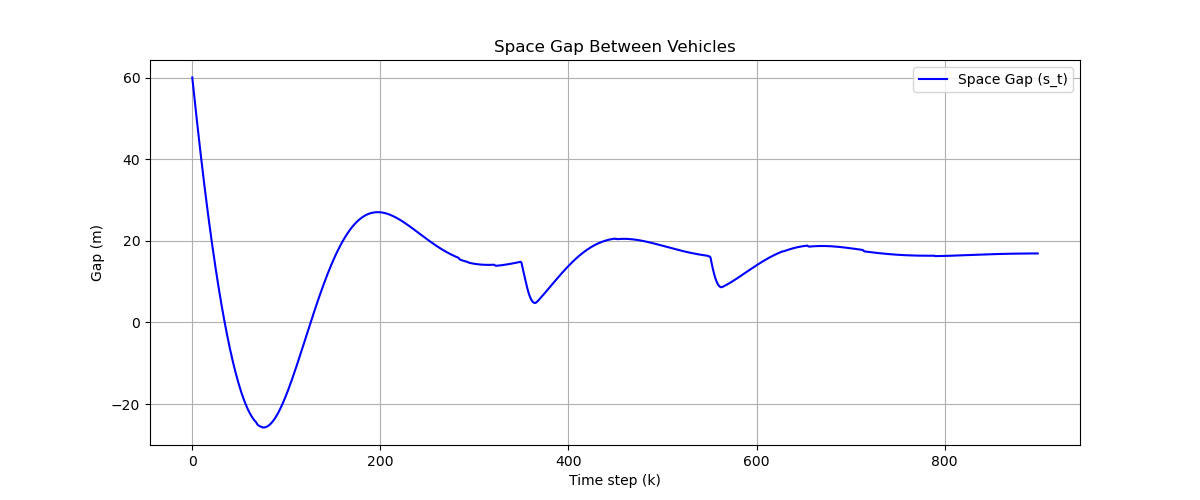 Space Gap Between Vehicles
Space Gap (s_t)
Gap (m)
60
40
20
0
−20
0 200 400 600 800
Time step (k)